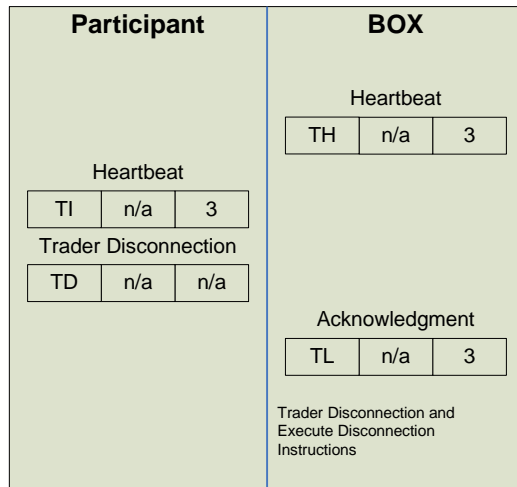 Participant
BOX
Heartbeat
TH n/a 3
Heartbeat
TI n/a 3
Trader Disconnection
TD n/a n/a
Acknowledgment
TL n/a 3
Trader Disconnection and
Execute Disconnection
Instructions